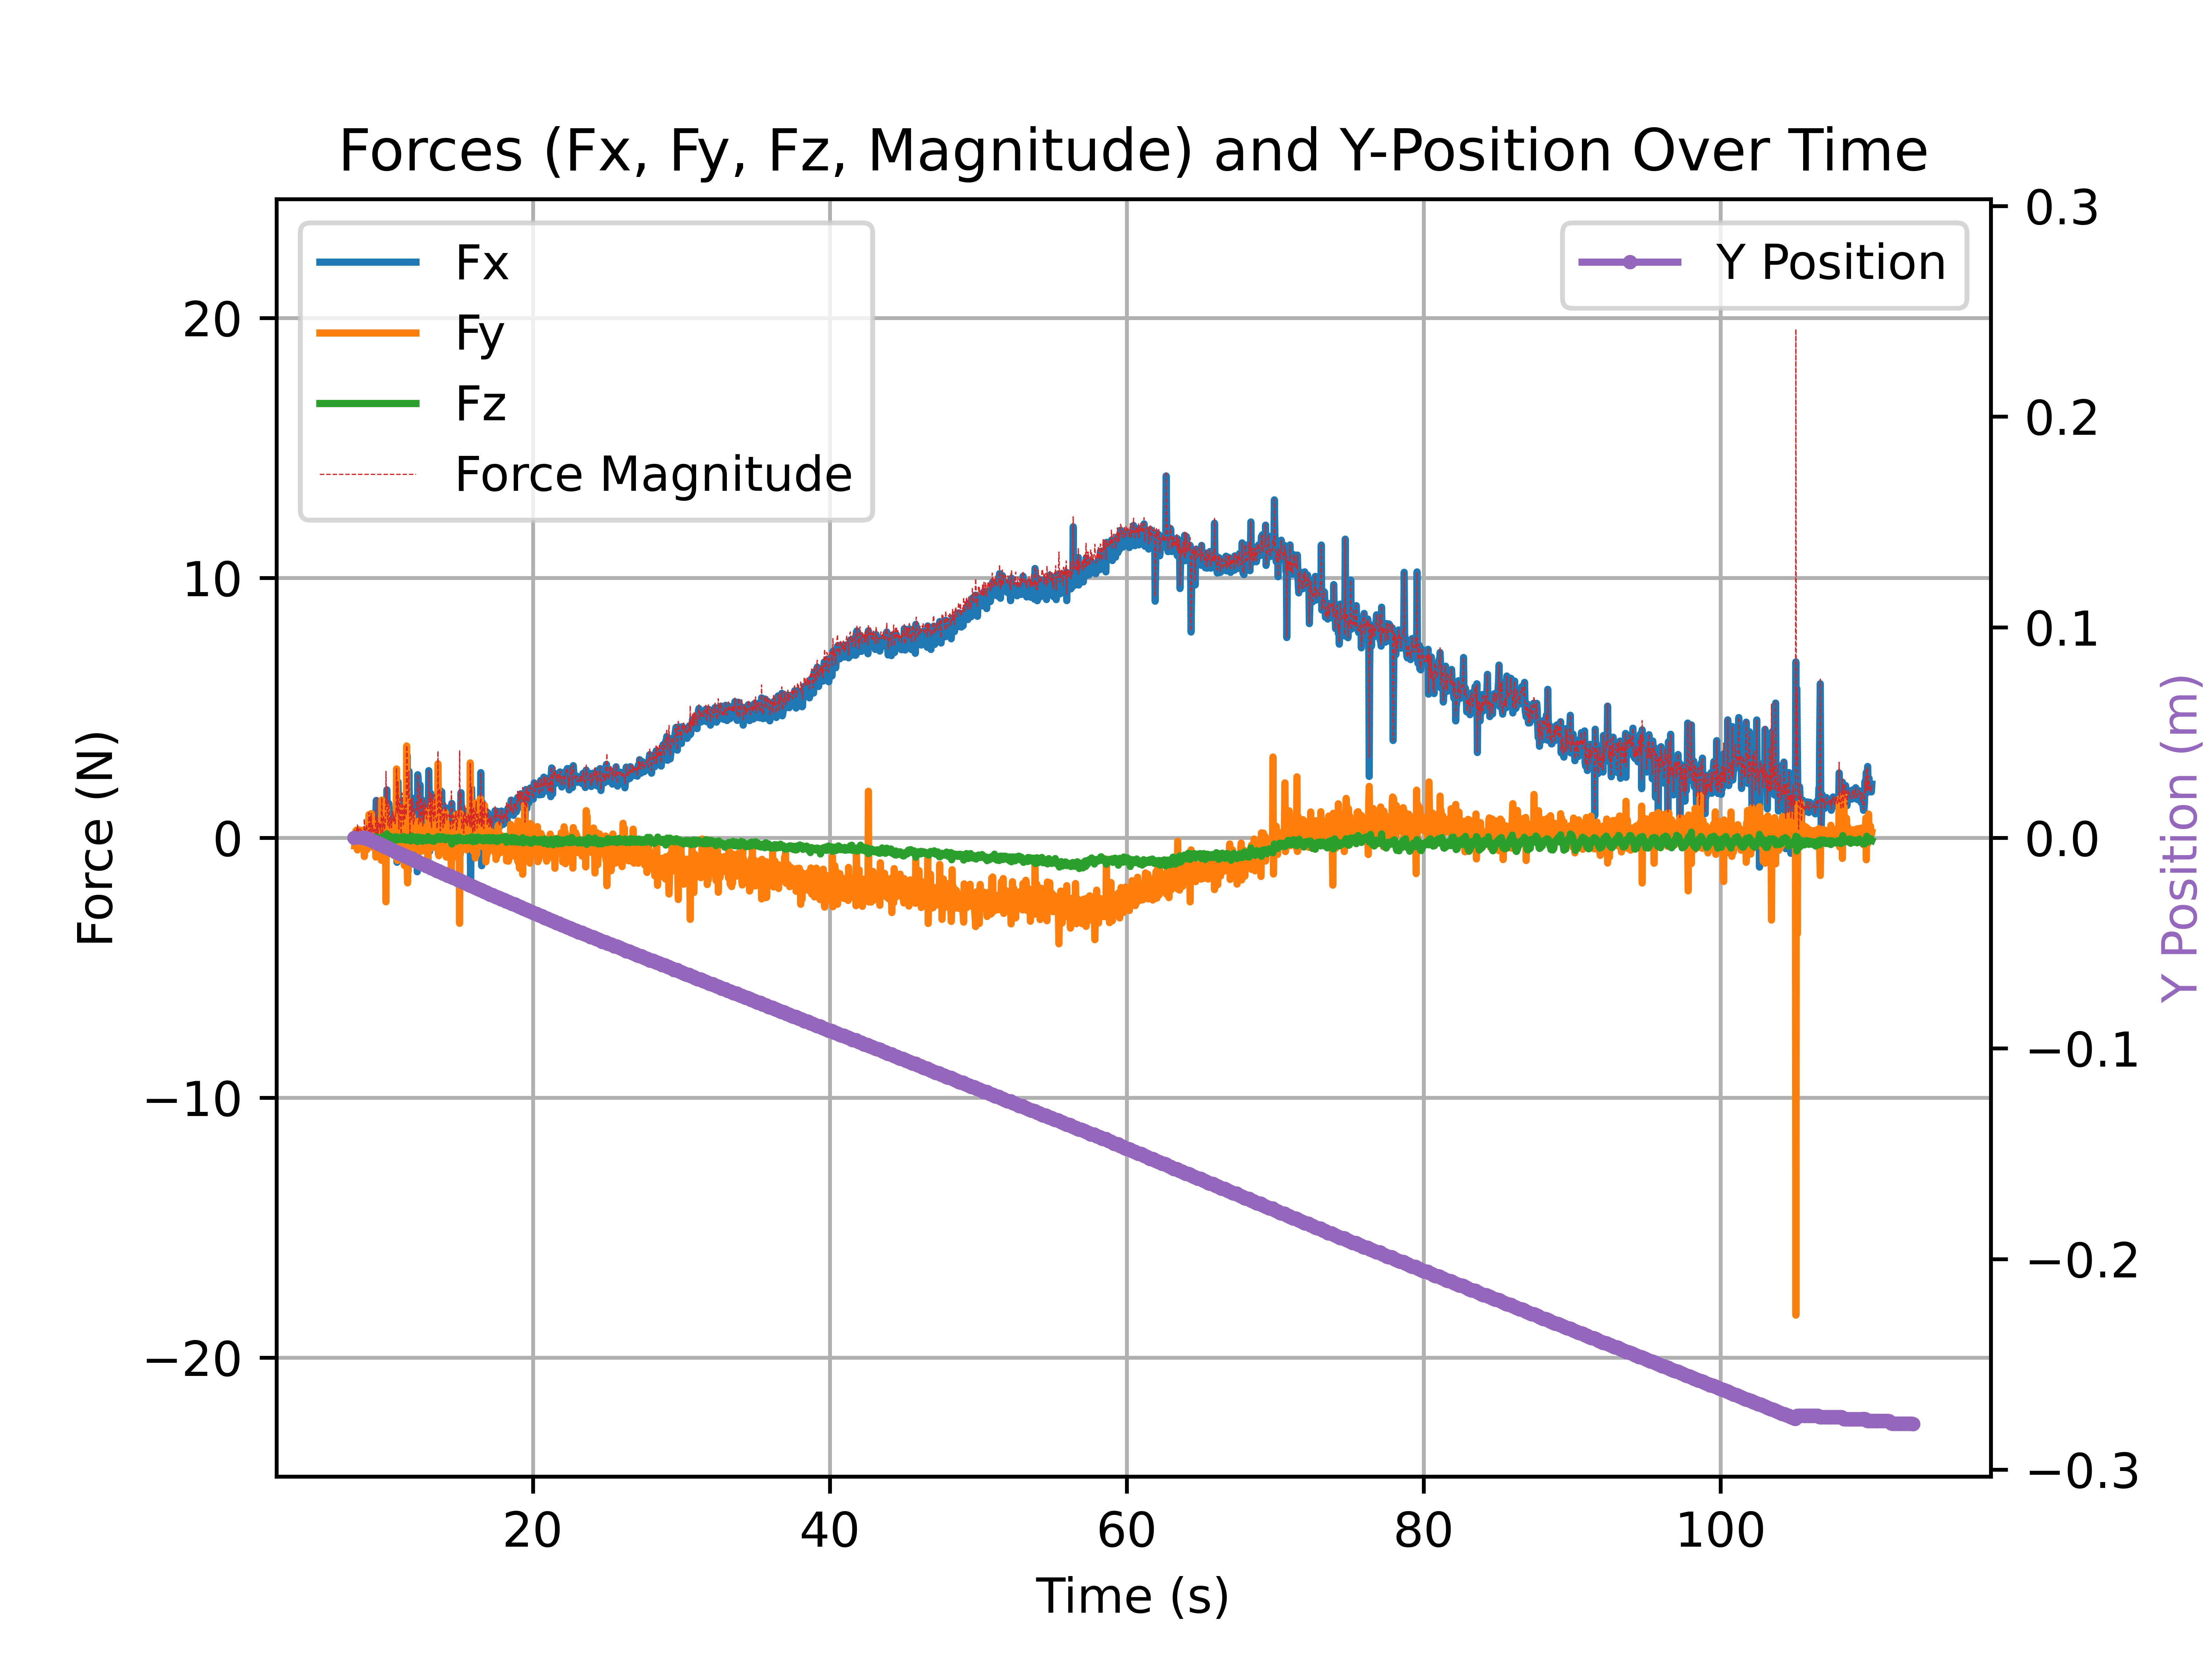 Forces (Fx, Fy, Fz, Magnitude) and Y-Position Over Time
Fx
Fy
Fz
Force Magnitude
Y Position
Force (N)
20
10
0
−10
−20
0.3
0.2
0.1
0.0
−0.1
−0.2
−0.3
Y Position (m)
20 40 60 80 100
Time (s)